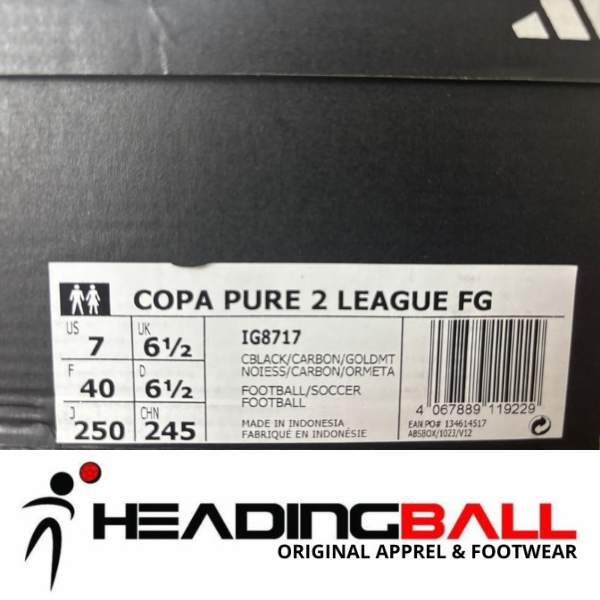 COPA PURE 2 LEAGUE FG
US 7 UK 6½
F 40 D 6½
J 250 CHN 245
IG8717
CBLACK/CARBON/GOLDMT
NOIESS/CARBON/ORMETA
FOOTBALL/SOCCER
FOOTBALL
MADE IN INDONESIA
FABRIQUÉ EN INDONÉSIE
4 067889 119229
EAN PO# 134614517
ABSBOX/1023/V12
HEADINGBALL
ORIGINAL APPREL & FOOTWEAR